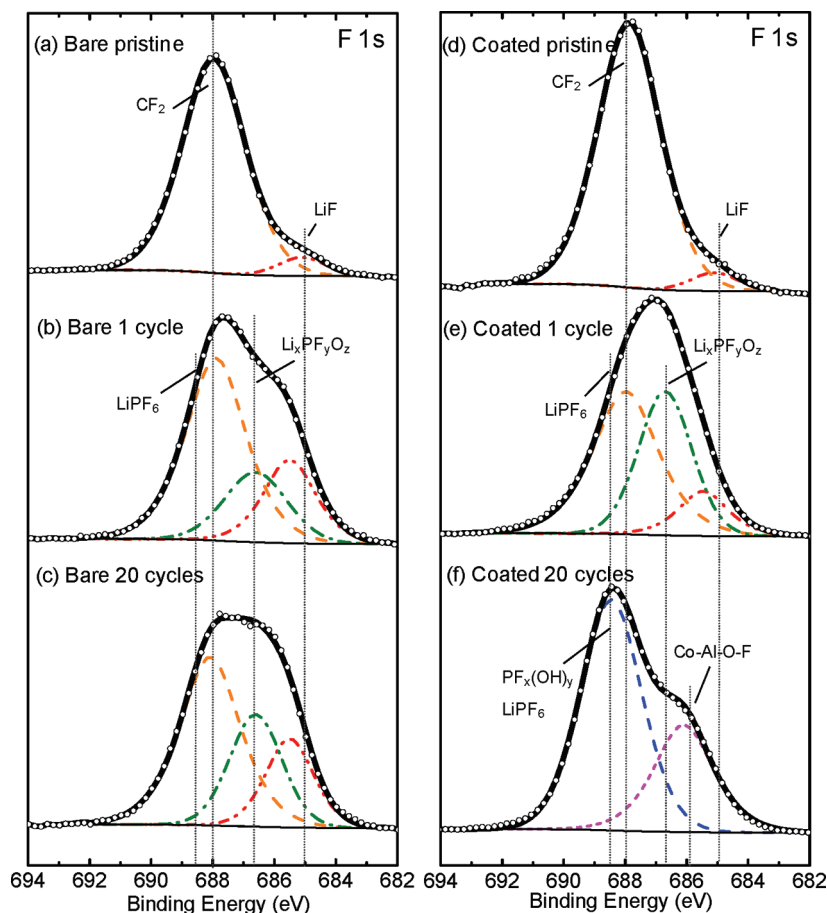 (a) Bare pristine
F 1s
CF₂
LiF
(b) Bare 1 cycle
LiₓPFᵧO_z
LiPF₆
(c) Bare 20 cycles
694 692 690 688 686 684 682
Binding Energy (eV)
(d) Coated pristine
F 1s
CF₂
LiF
(e) Coated 1 cycle
LiₓPFᵧO_z
LiPF₆
(f) Coated 20 cycles
PFₓ(OH)ᵧ
LiPF₆
Co-Al-O-F
694 692 690 688 686 684 682
Binding Energy (eV)